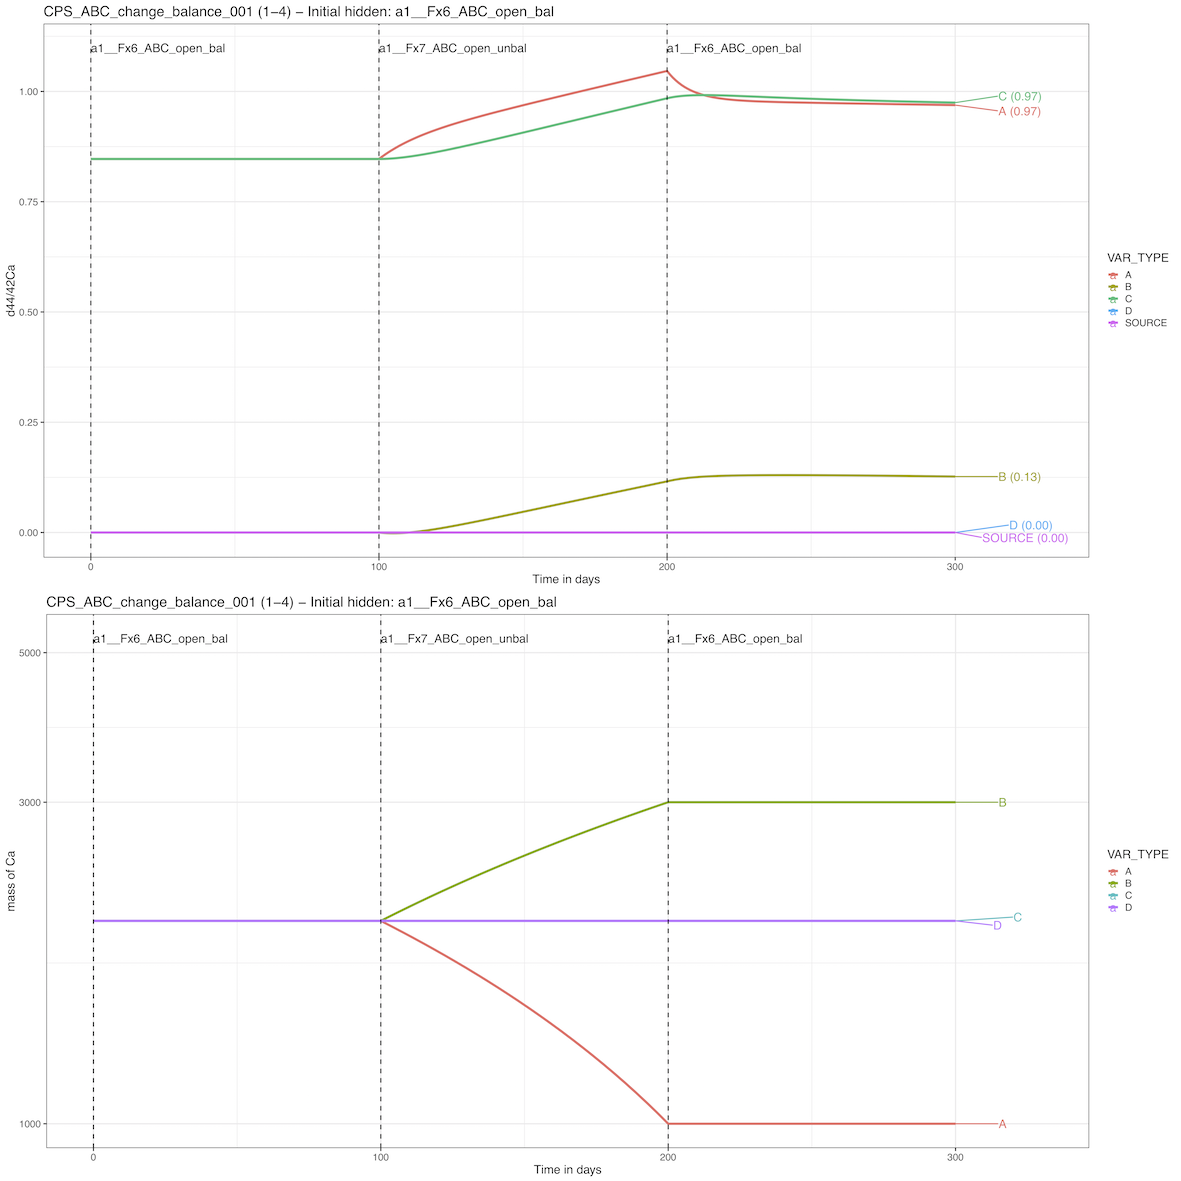 CPS_ABC_change_balance_001 (1−4) − Initial hidden: a1__Fx6_ABC_open_bal
a1__Fx6_ABC_open_bal
a1__Fx7_ABC_open_unbal
a1__Fx6_ABC_open_bal
1.00
0.75
0.50
0.25
0.00
d44/42Ca
C (0.97)
A (0.97)
B (0.13)
D (0.00)
SOURCE (0.00)
0
100
200
300
Time in days
VAR_TYPE
A
B
C
D
SOURCE
CPS_ABC_change_balance_001 (1−4) − Initial hidden: a1__Fx6_ABC_open_bal
a1__Fx6_ABC_open_bal
a1__Fx7_ABC_open_unbal
a1__Fx6_ABC_open_bal
5000
3000
1000
mass of Ca
B
C
D
A
0
100
200
300
Time in days
VAR_TYPE
A
B
C
D